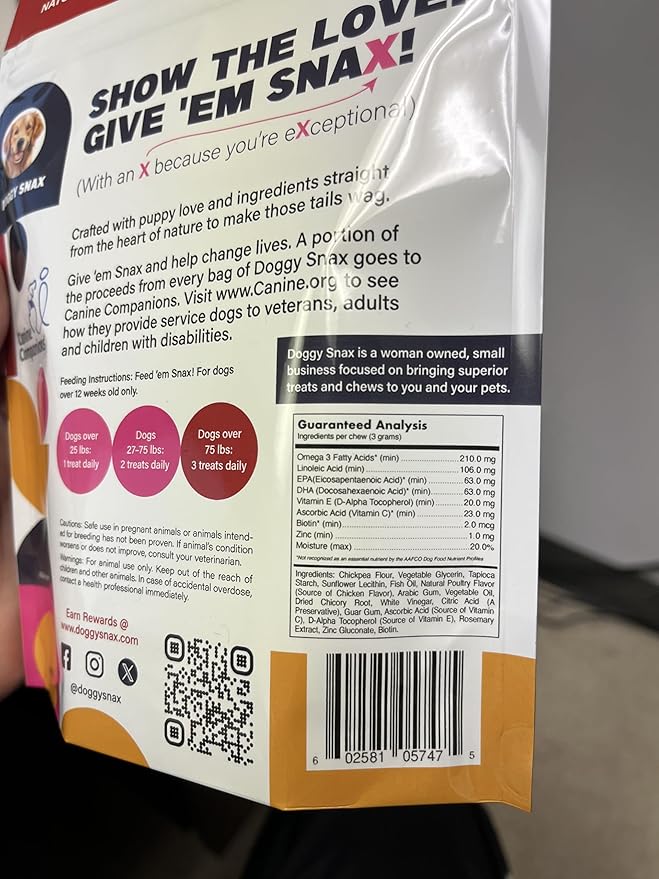 SHOW THE LOVE
GIVE 'EM SNAX!
(With an X because you're eXceptional)
Crafted with puppy love and ingredients straight
from the heart of nature to make those tails wag.
Give 'em Snax and help change lives. A portion of
the proceeds from every bag of Doggy Snax goes to
Canine Companions. Visit www.Canine.org to see
how they provide service dogs to veterans, adults
and children with disabilities.
SNAX
Canine
Companions
Doggy Snax is a woman owned, small
business focused on bringing superior
treats and chews to you and your pets.
Feeding Instructions: Feed 'em Snax! For dogs
over 12 weeks old only.
Dogs over
25 lbs:
1 treat daily
Dogs
27-75 lbs:
2 treats daily
Dogs over
75 lbs:
3 treats daily
Guaranteed Analysis
Ingredients per chew (3 grams)
Omega 3 Fatty Acids* (min) 210.0 mg
Linoleic Acid (min) 106.0 mg
EPA(Eicosapentaenoic Acid)* (min) 63.0 mg
DHA (Docosahexaenoic Acid)* (min) 63.0 mg
Vitamin E (D-Alpha Tocopherol) (min) 20.0 mg
Ascorbic Acid (Vitamin C)* (min) 23.0 mg
Biotin* (min) 2.0 mcg
Zinc (min) 1.0 mg
Moisture (max) 20.0%
*Not recognized as an essential nutrient by the AAFCO Dog Food Nutrient Profiles
Ingredients: Chickpea Flour, Vegetable Glycerin, Tapioca
Starch, Sunflower Lecithin, Fish Oil, Natural Poultry Flavor
(Source of Chicken Flavor), Arabic Gum, Vegetable Oil,
Dried Chicory Root, White Vinegar, Citric Acid (A
Preservative), Guar Gum, Ascorbic Acid (Source of Vitamin
C), D-Alpha Tocopherol (Source of Vitamin E), Rosemary
Extract, Zinc Gluconate, Biotin.
Cautions: Safe use in pregnant animals or animals intend-
ed for breeding has not been proven. If animal's condition
worsens or does not improve, consult your veterinarian.
Warnings: For animal use only. Keep out of the reach of
children and other animals. In case of accidental overdose,
contact a health professional immediately.
Earn Rewards @
www.doggysnax.com
@doggysnax
6 02581 05747 5